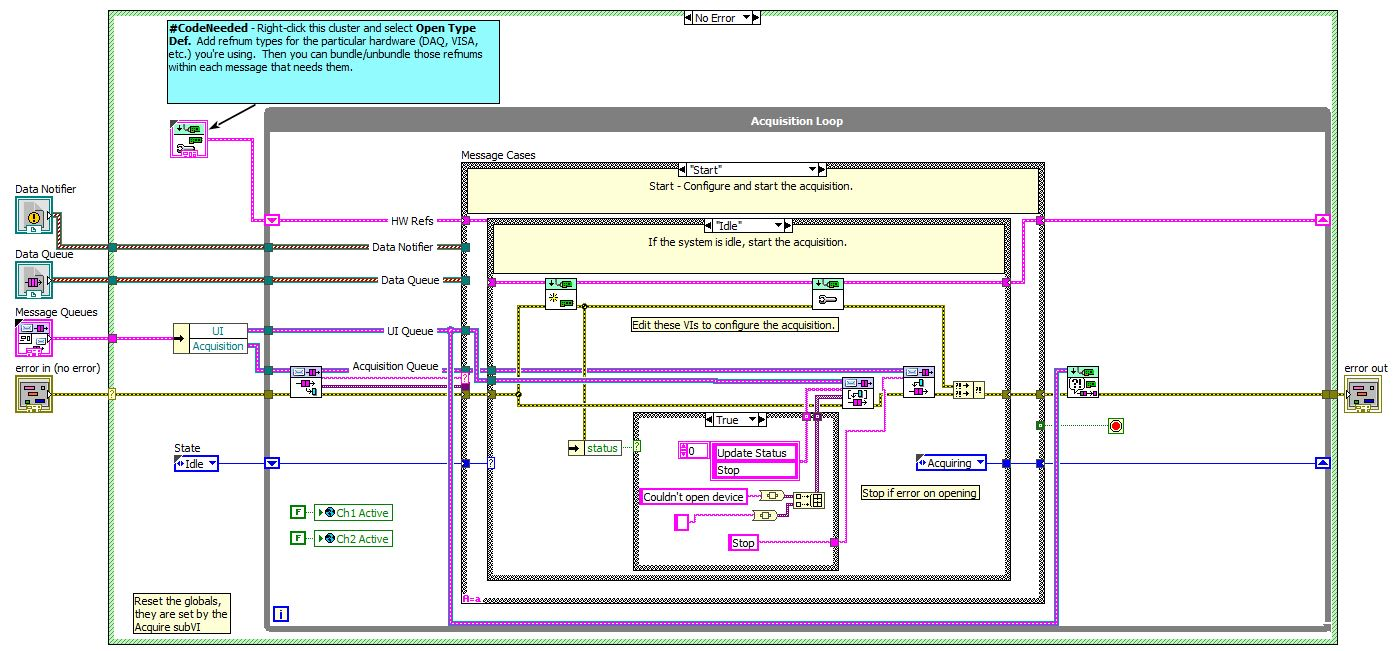 No Error
#CodeNeeded - Right-click this cluster and select Open Type
Def. Add refnum types for the particular hardware (DAQ, VISA,
etc.) you're using. Then you can bundle/unbundle those refnums
within each message that needs them.
Acquisition Loop
Message Cases
"Start"
Start - Configure and start the acquisition.
Data Notifier
HW Refs
"Idle"
If the system is idle, start the acquisition.
Data Notifier
Data Queue
Data Queue
Message Queues
UI
Acquisition
UI Queue
Edit these VIs to configure the acquisition.
error in (no error)
Acquisition Queue
error out
True
State
Idle
status
0
Update Status
Stop
Acquiring
Couldn't open device
Stop if error on opening
F
Ch1 Active
F
Ch2 Active
Stop
Reset the globals,
they are set by the
Acquire subVI
i
A=a